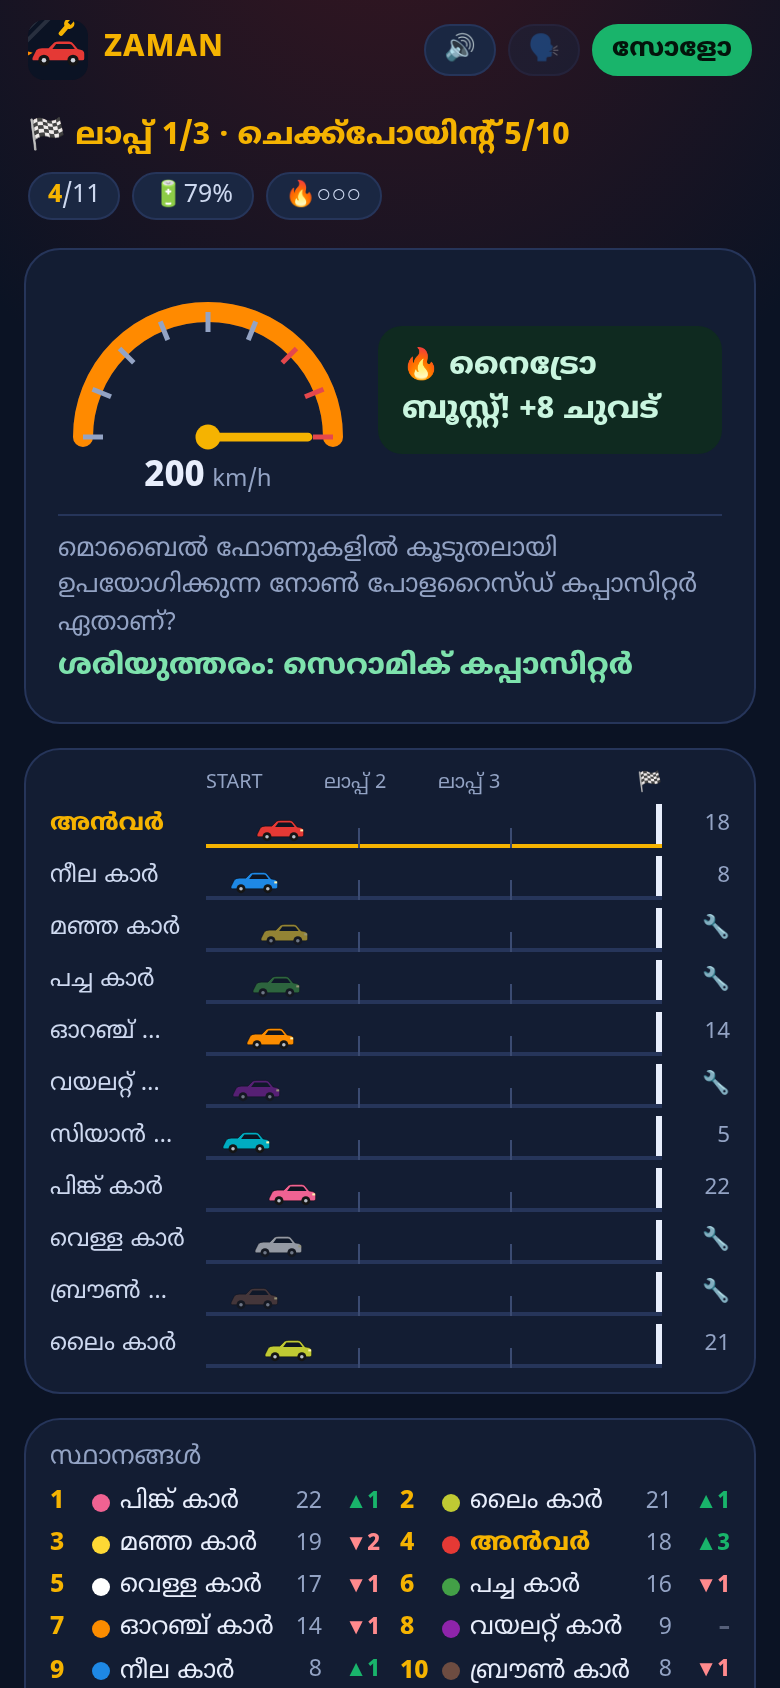 ZAMAN
സോളോ
ലാപ്പ് 1/3 · ചെക്ക്പോയിന്റ് 5/10
4/11
79%
200 km/h
നൈട്രോ
ബൂസ്റ്റ്! +8 ചുവട്
മൊബൈൽ ഫോണുകളിൽ കൂടുതലായി
ഉപയോഗിക്കുന്ന നോൺ പോളറൈസ്ഡ് കപ്പാസിറ്റർ
ഏതാണ്?
ശരിയുത്തരം: സെറാമിക് കപ്പാസിറ്റർ
START ലാപ്പ് 2 ലാപ്പ് 3
അൻവർ 18
നീല കാർ 8
മഞ്ഞ കാർ
പച്ച കാർ
ഓറഞ്ച് ... 14
വയലറ്റ് ...
സിയാൻ ... 5
പിങ്ക് കാർ 22
വെള്ള കാർ
ബ്രൗൺ ...
ലൈം കാർ 21
സ്ഥാനങ്ങൾ
1 പിങ്ക് കാർ 22 ▲1 2 ലൈം കാർ 21 ▲1
3 മഞ്ഞ കാർ 19 ▼2 4 അൻവർ 18 ▲3
5 വെള്ള കാർ 17 ▼1 6 പച്ച കാർ 16 ▼1
7 ഓറഞ്ച് കാർ 14 ▼1 8 വയലറ്റ് കാർ 9 –
9 നീല കാർ 8 ▲1 10 ബ്രൗൺ കാർ 8 ▼1